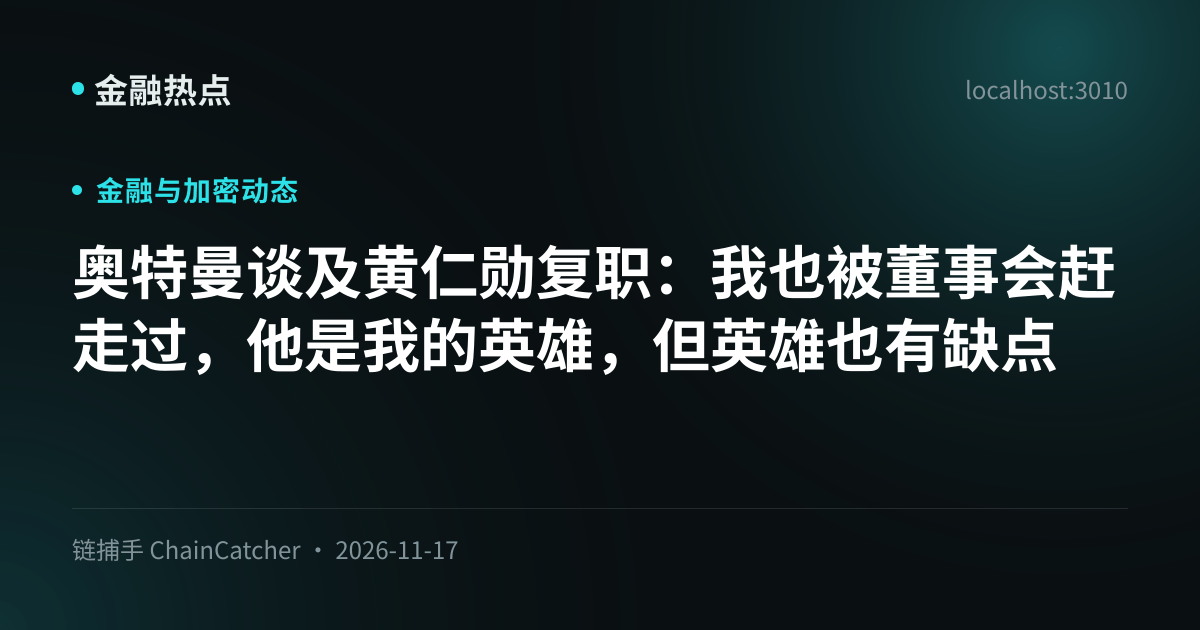 金融热点
localhost:3010
金融与加密动态
奥特曼谈及黄仁勋复职：我也被董事会赶
走过，他是我的英雄，但英雄也有缺点
链捕手 ChainCatcher · 2026-11-17